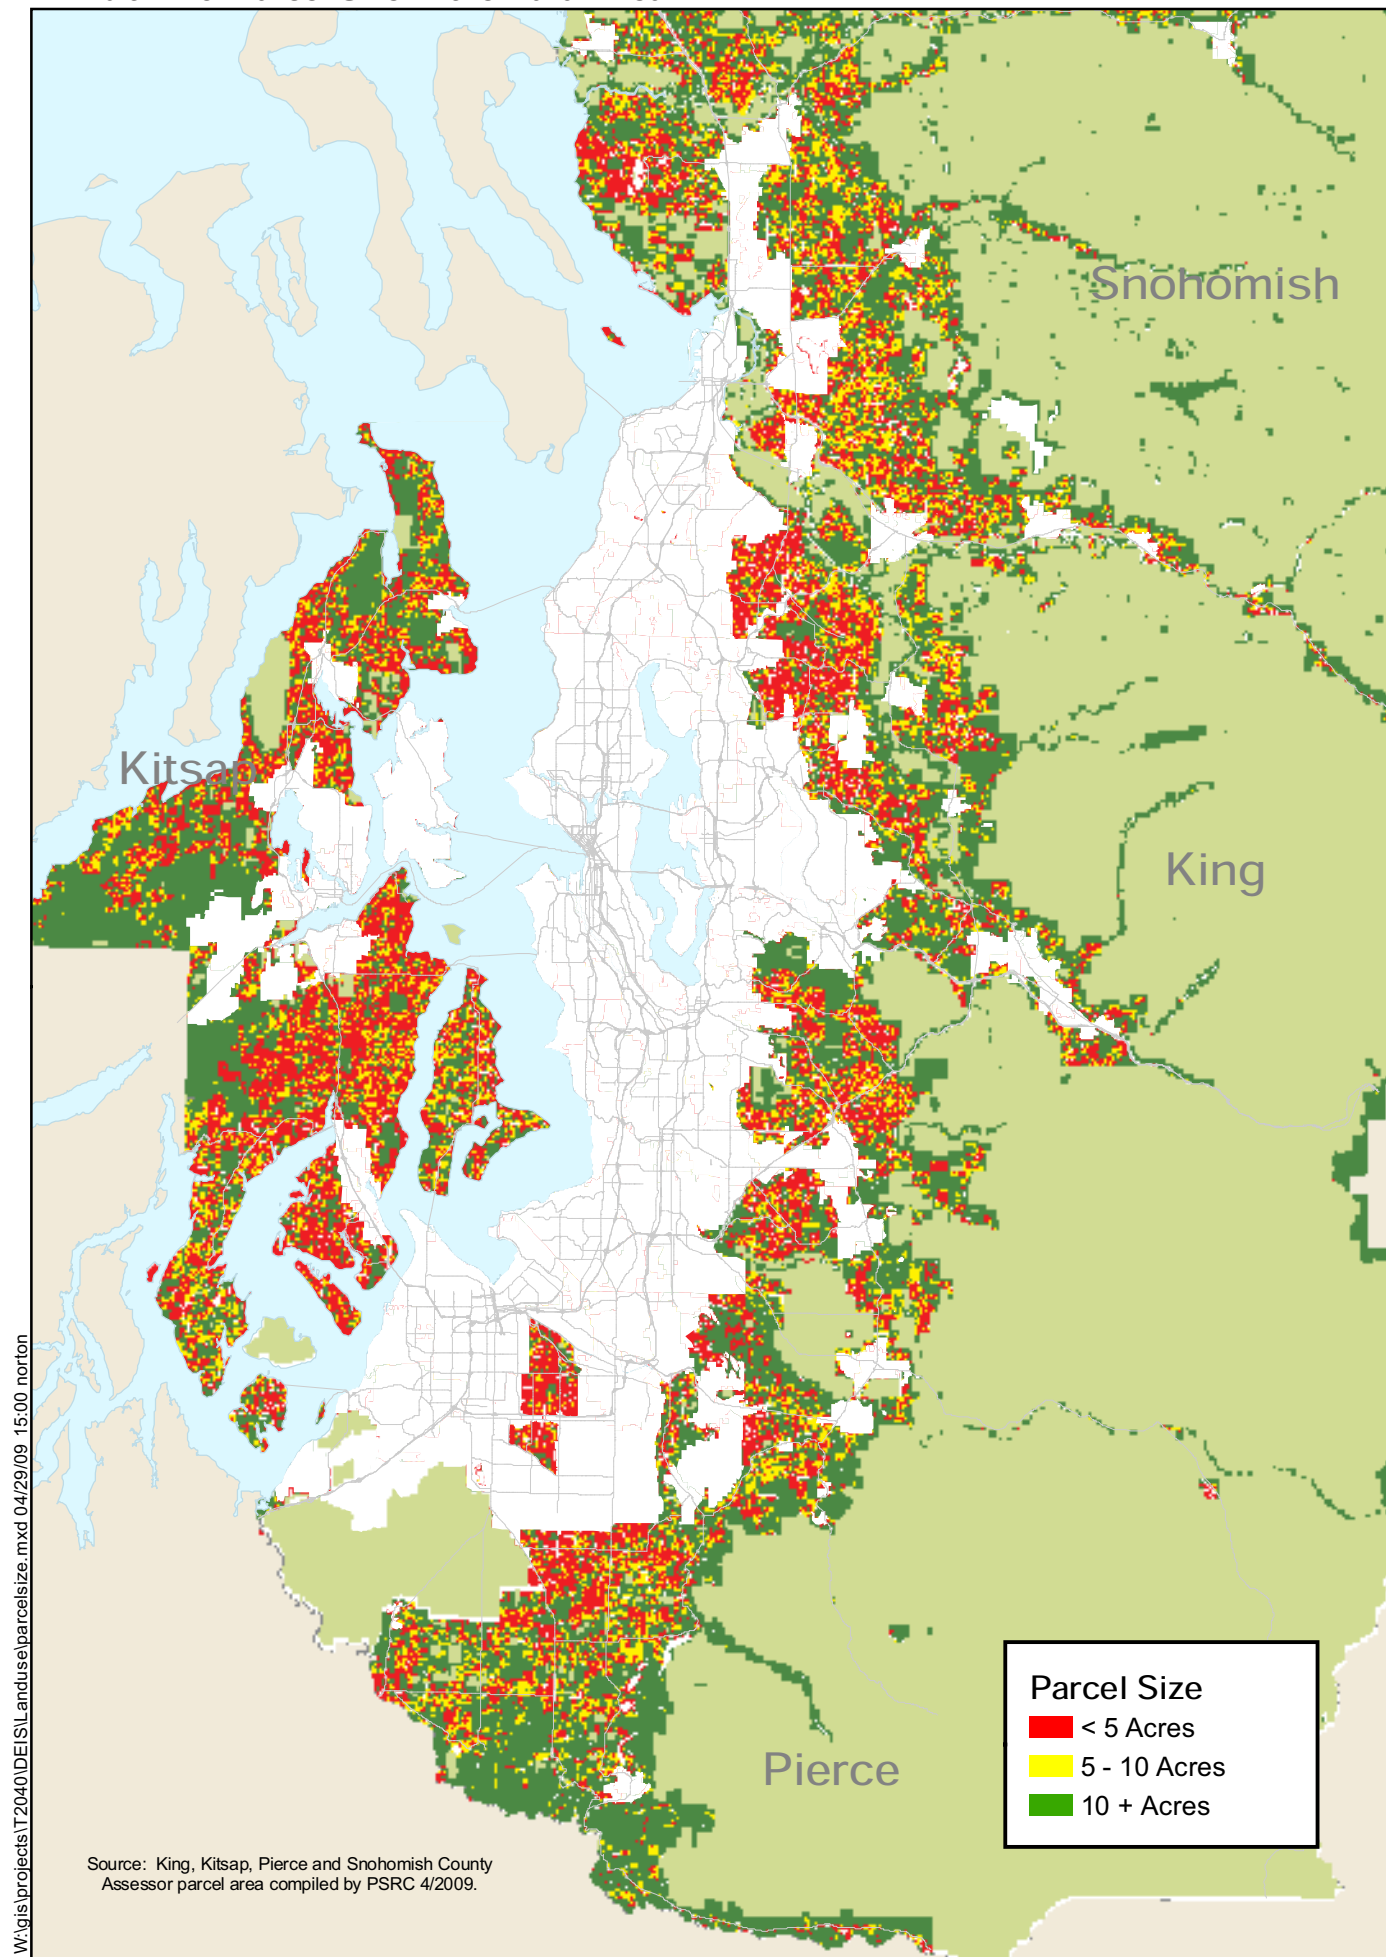 Snohomish
Kitsap
King
Pierce
Parcel Size
< 5 Acres
5 - 10 Acres
10 + Acres
Source: King, Kitsap, Pierce and Snohomish County
Assessor parcel area compiled by PSRC 4/2009.
W:\gis\projects\T2040\DEIS\Landuse\parcelsize.mxd 04/29/09 15:00 norton